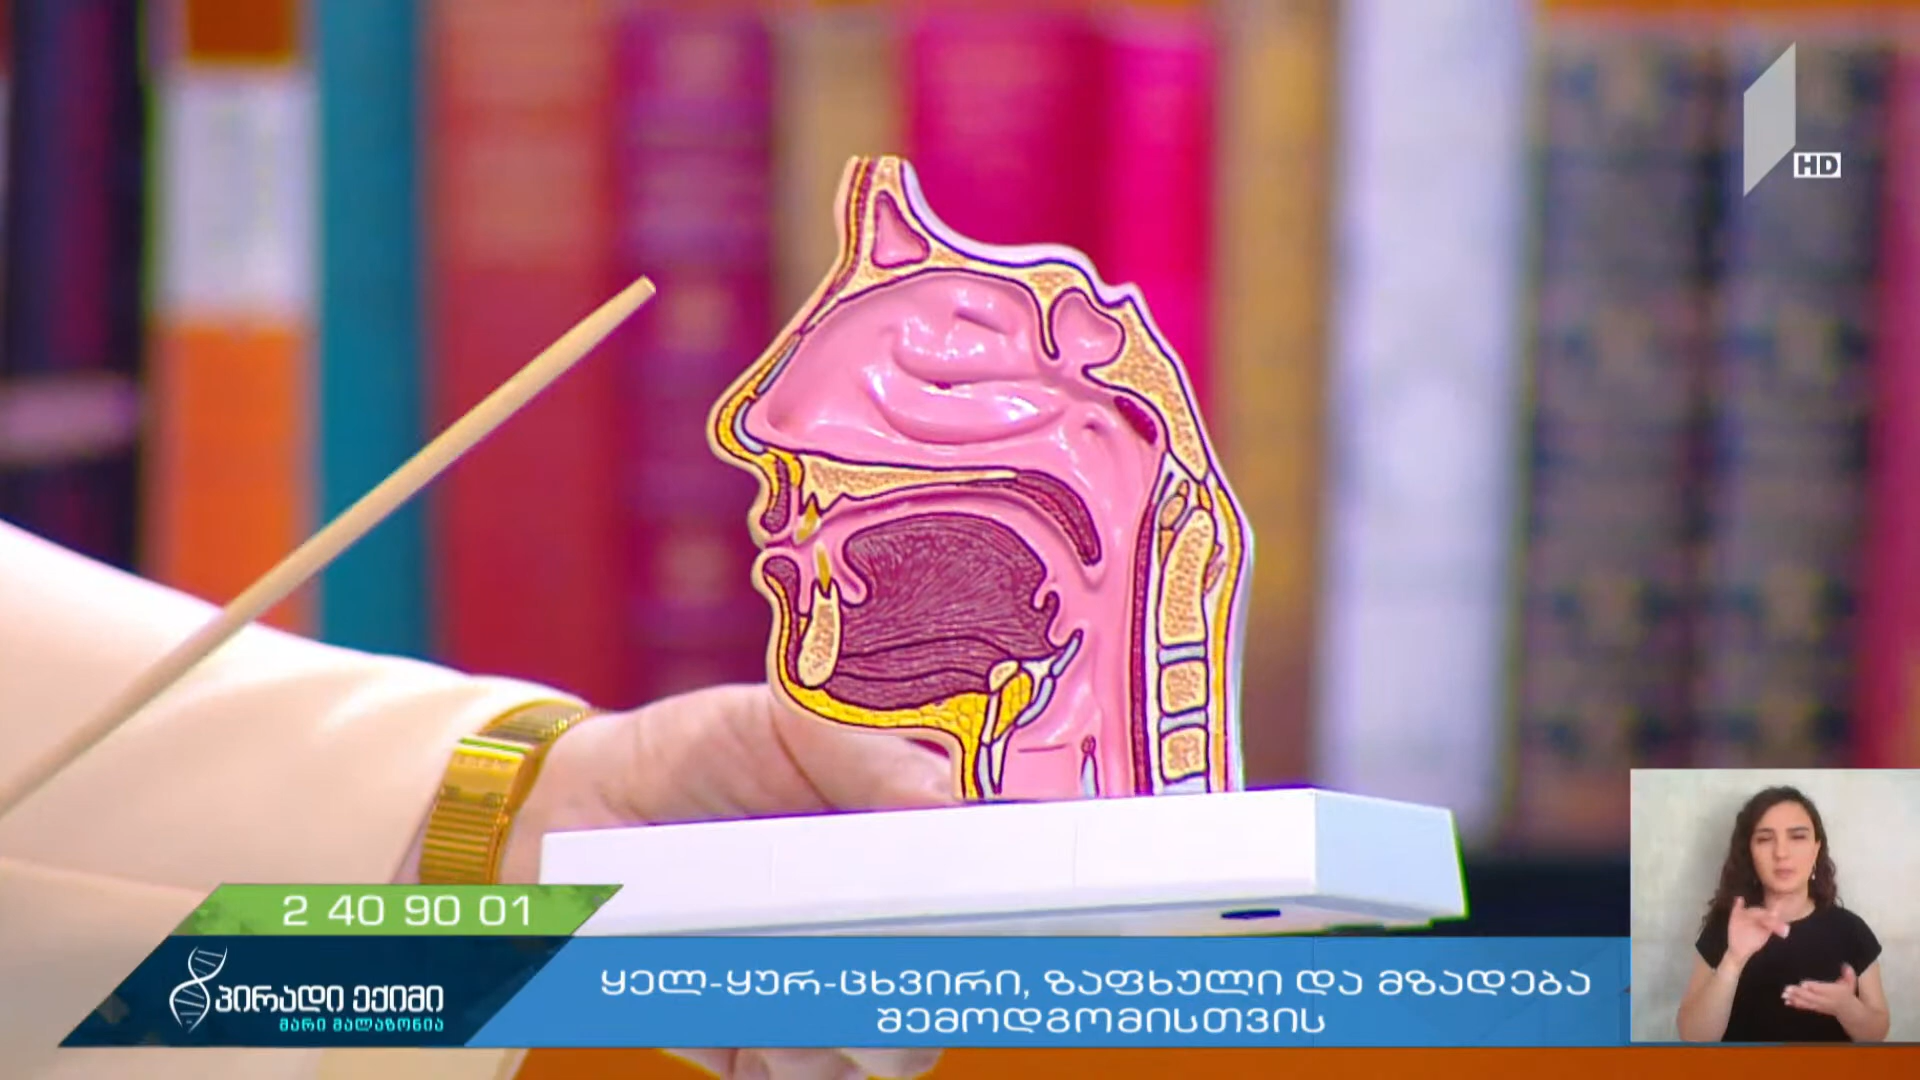 HD
2 40 90 01
პირადი ექიმი
მარი მალაზონია
ყელ-ყურ-ცხვირი, ზაფხული და მზადება
შემოდგომისთვის